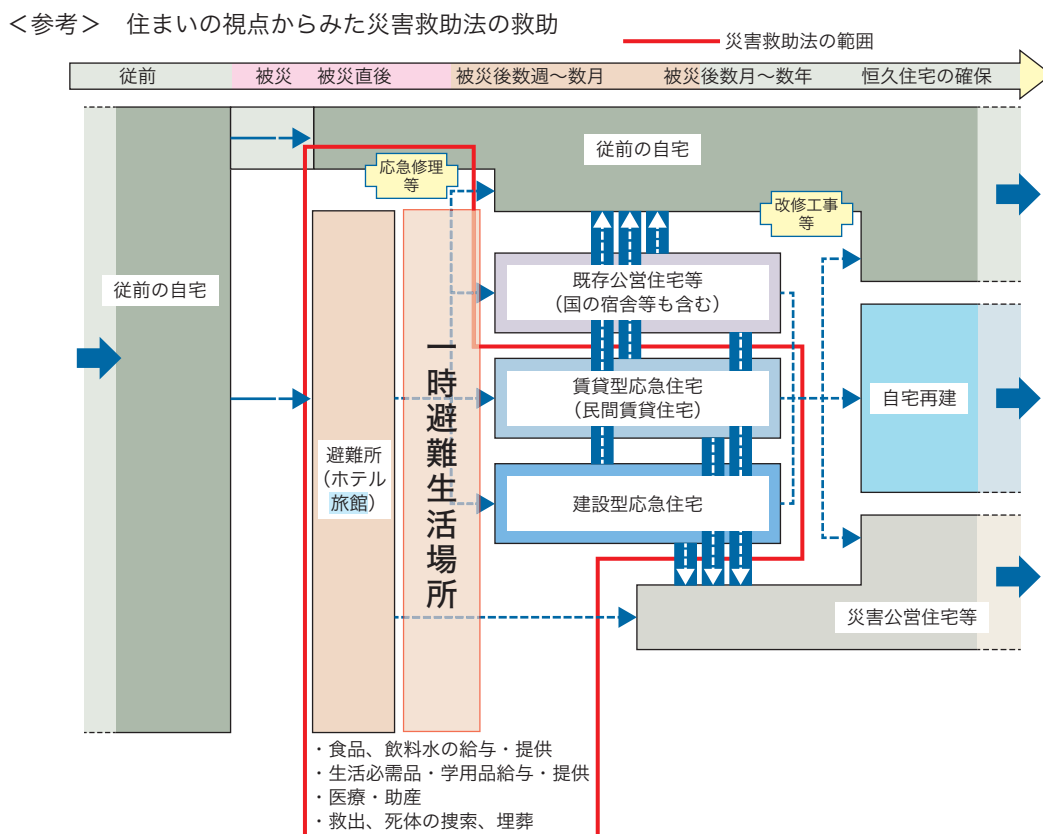 ＜参考＞　住まいの視点からみた災害救助法の救助
災害救助法の範囲
従前
被災
被災直後
被災後数週～数月
被災後数月～数年
恒久住宅の確保
従前の自宅
応急修理
等
改修工事
等
従前の自宅
既存公営住宅等
（国の宿舎等も含む）
賃貸型応急住宅
（民間賃貸住宅）
自宅再建
避難所
（ホテル
旅館）
一時避難生活場所
建設型応急住宅
災害公営住宅等
・食品、飲料水の給与・提供
・生活必需品・学用品給与・提供
・医療・助産
・救出、死体の捜索、埋葬